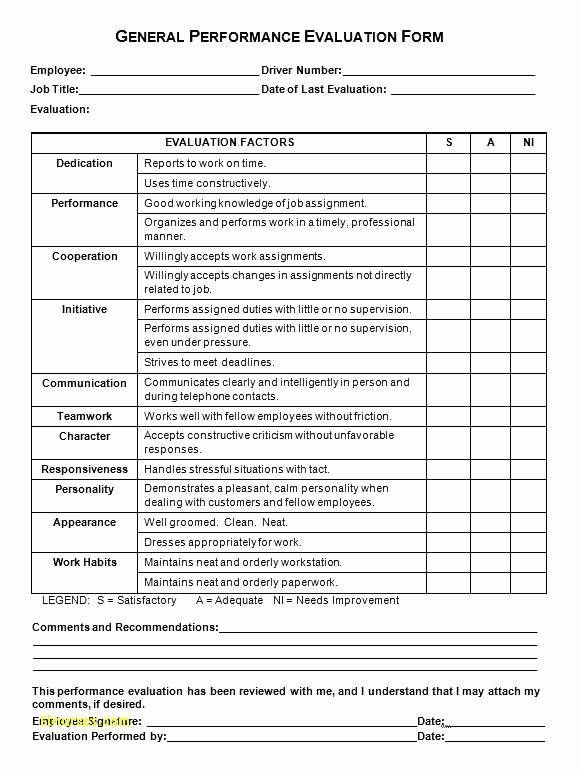 GENERAL PERFORMANCE EVALUATION FORM
Employee: Driver Number:
Job Title: Date of Last Evaluation:
Evaluation:
EVALUATION FACTORS S A NI
Dedication Reports to work on time.
Uses time constructively.
Performance Good working knowledge of job assignment.
Organizes and performs work in a timely, professional
manner.
Cooperation Willingly accepts work assignments.
Willingly accepts changes in assignments not directly
related to job.
Initiative Performs assigned duties with little or no supervision.
Performs assigned duties with little or no supervision,
even under pressure.
Strives to meet deadlines.
Communication Communicates clearly and intelligently in person and
during telephone contacts.
Teamwork Works well with fellow employees without friction.
Character Accepts constructive criticism without unfavorable
responses.
Responsiveness Handles stressful situations with tact.
Personality Demonstrates a pleasant, calm personality when
dealing with customers and fellow employees.
Appearance Well groomed. Clean. Neat.
Dresses appropriately for work.
Work Habits Maintains neat and orderly workstation.
Maintains neat and orderly paperwork.
LEGEND: S = Satisfactory A = Adequate NI = Needs Improvement
Comments and Recommendations:
This performance evaluation has been reviewed with me, and I understand that I may attach my
comments, if desired.
Employee Signature: Date:
Evaluation Performed by: Date: